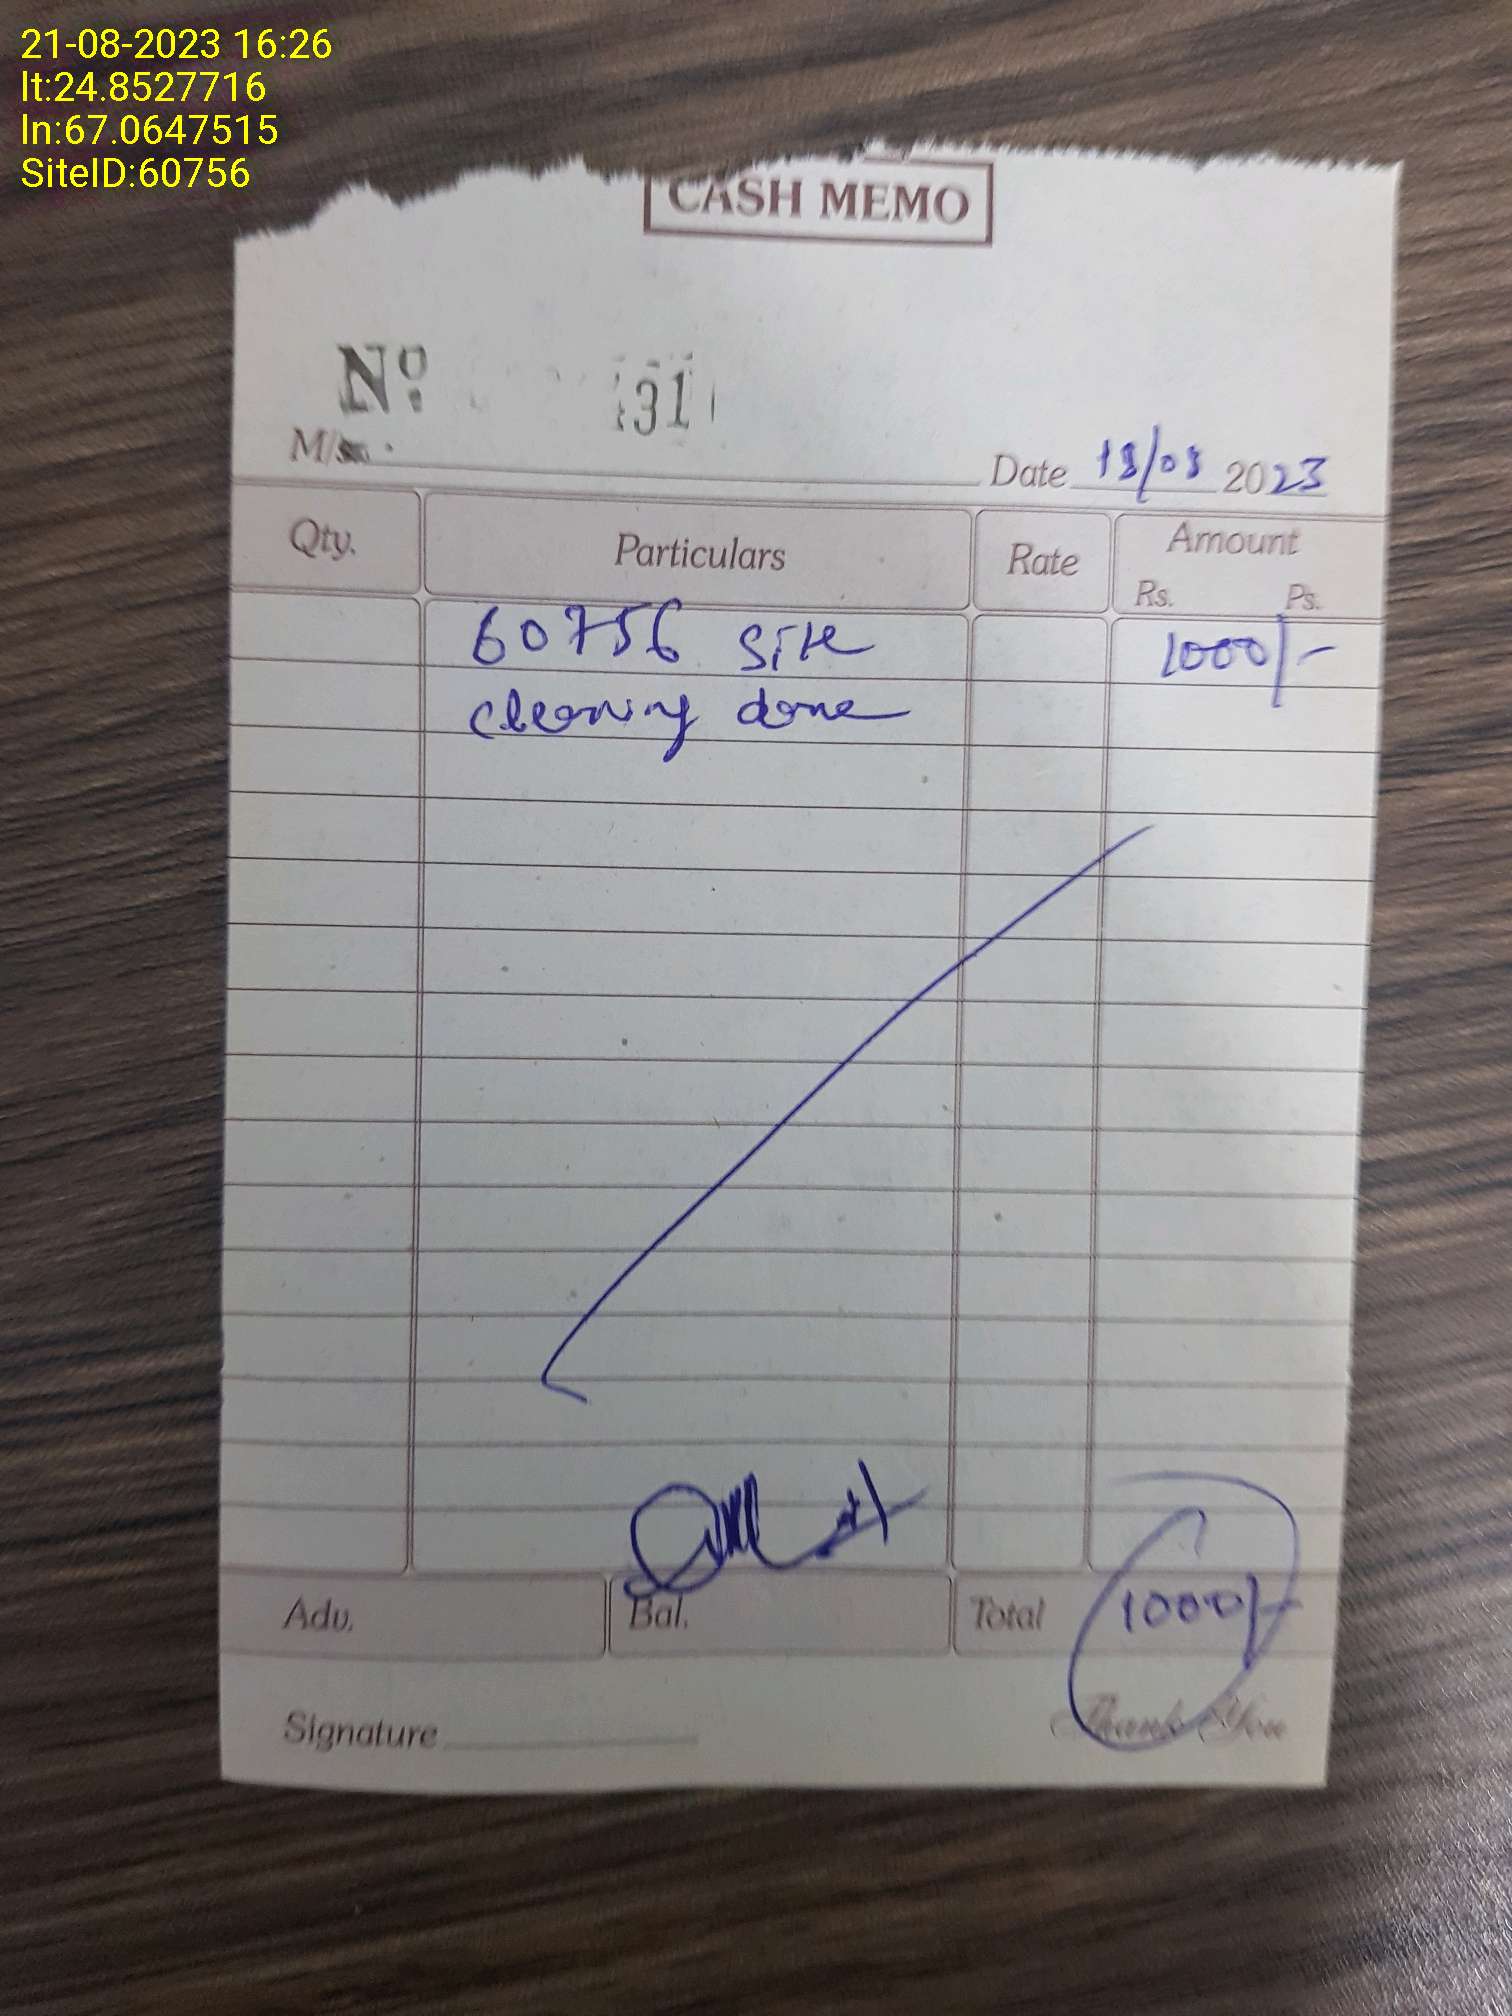 21-08-2023 16:26
lt:24.8527716
ln:67.0647515
SiteID:60756
CASH MEMO
Nº 31
M/s.
Date 18/08 2023
Qty. Particulars Rate Amount
Rs. Ps.
60756 site 1000/-
cleaning done
Adv. Bal. Total 1000/-
Signature Thank You